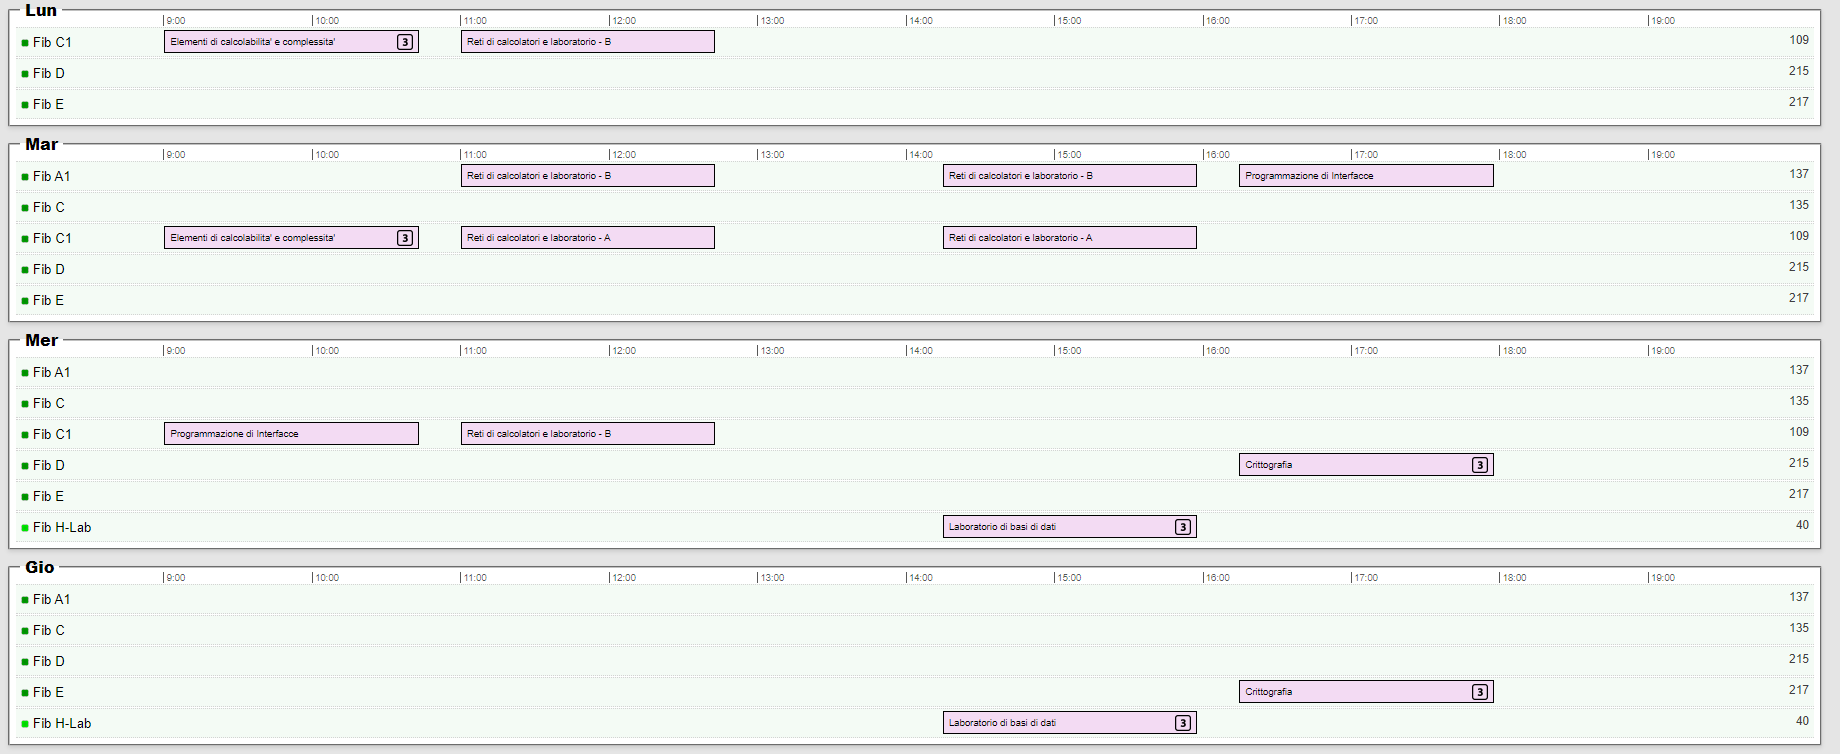 Lun
9:00 10:00 11:00 12:00 13:00 14:00 15:00 16:00 17:00 18:00 19:00
Fib C1 Elementi di calcolabilita' e complessita' 3 Reti di calcolatori e laboratorio - B 109
Fib D 215
Fib E 217
Mar
9:00 10:00 11:00 12:00 13:00 14:00 15:00 16:00 17:00 18:00 19:00
Fib A1 Reti di calcolatori e laboratorio - B Reti di calcolatori e laboratorio - B Programmazione di Interfacce 137
Fib C 135
Fib C1 Elementi di calcolabilita' e complessita' 3 Reti di calcolatori e laboratorio - A Reti di calcolatori e laboratorio - A 109
Fib D 215
Fib E 217
Mer
9:00 10:00 11:00 12:00 13:00 14:00 15:00 16:00 17:00 18:00 19:00
Fib A1 137
Fib C 135
Fib C1 Programmazione di Interfacce Reti di calcolatori e laboratorio - B 109
Fib D Crittografia 3 215
Fib E 217
Fib H-Lab Laboratorio di basi di dati 3 40
Gio
9:00 10:00 11:00 12:00 13:00 14:00 15:00 16:00 17:00 18:00 19:00
Fib A1 137
Fib C 135
Fib D 215
Fib E Crittografia 3 217
Fib H-Lab Laboratorio di basi di dati 3 40